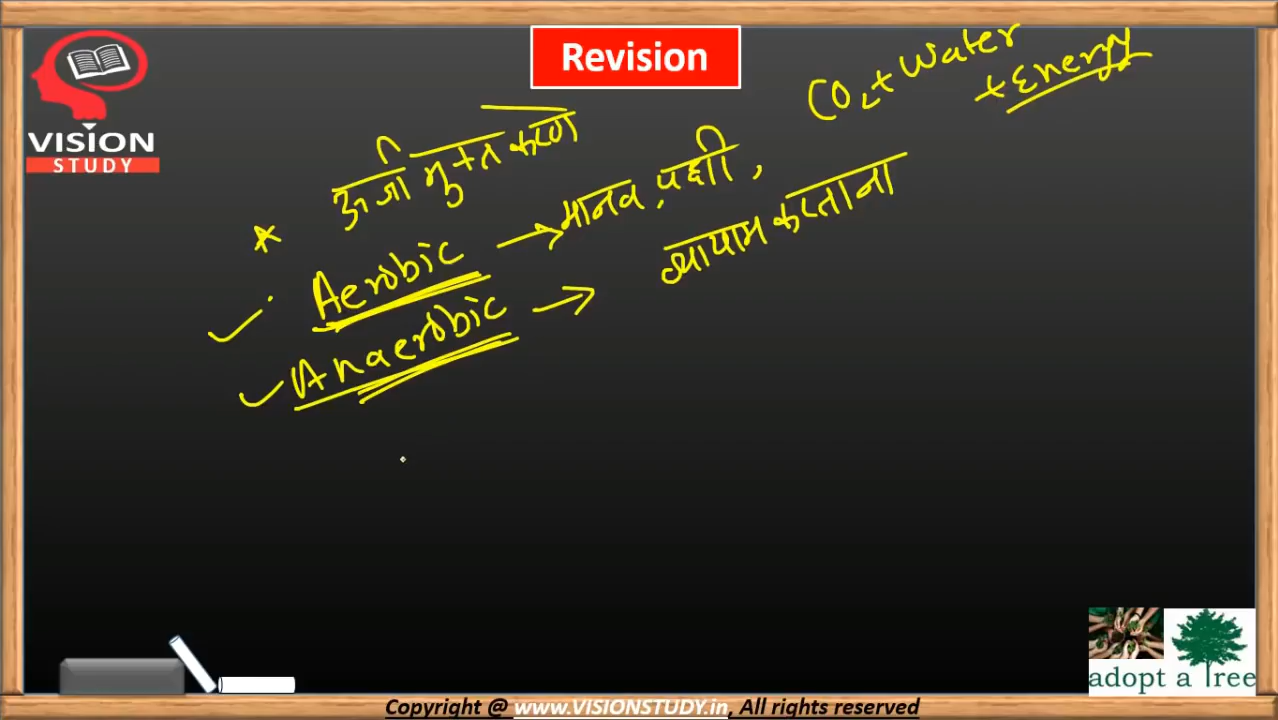 Revision
VISION
STUDY
CO2 + Water
+ Energy
* ऊर्जा मुक्त करण
Aerobic → मानव, पक्षी,
Anaerobic → व्यायाम करताना
adopt a Tree
Copyright @ www.VISIONSTUDY.in, All rights reserved